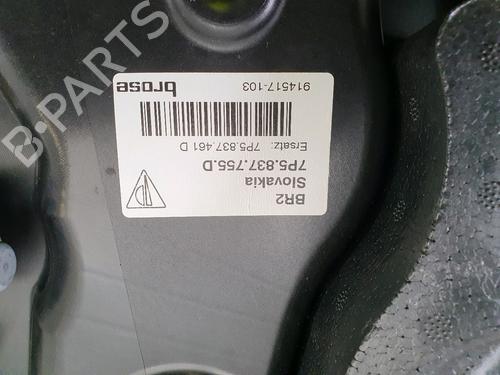 BR2
Slovakia
7P5.837.755.D
Ersatz: 7P5.837.461 D
brose
914517-103
B-PARTS